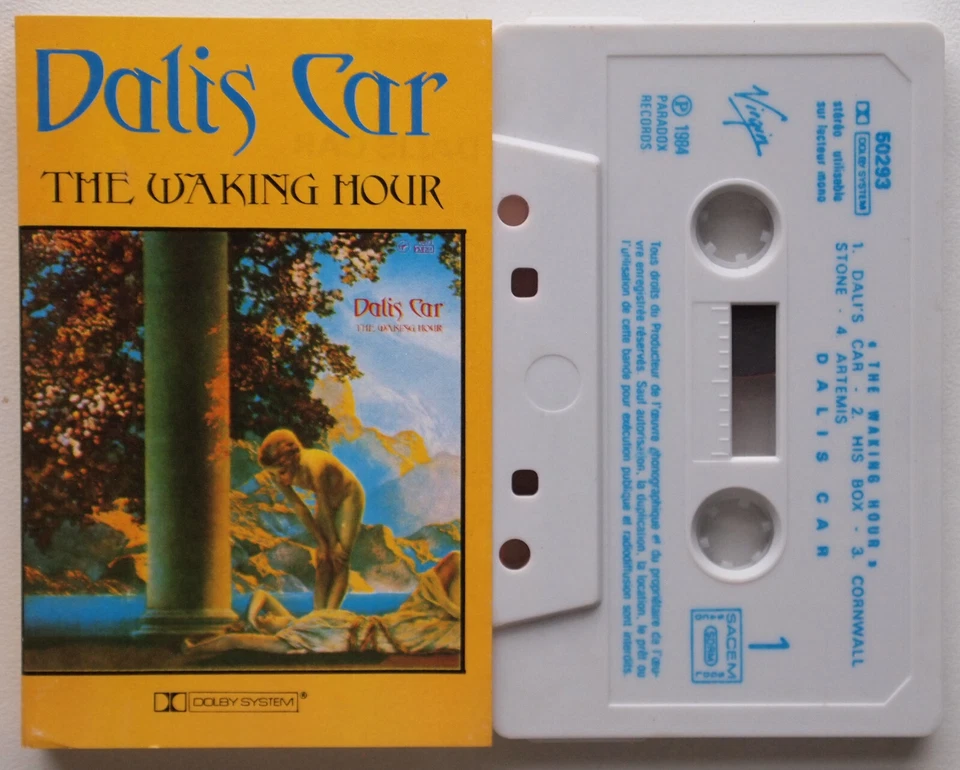 Dalis Car
THE WAKING HOUR
Dalis Car
THE WAKING HOUR
DOLBY SYSTEM®
50293
DOLBY SYSTEM
stéréo utilisable
sur lecteur mono
Virgin
Ⓟ 1984
PARADOX
RECORDS
« THE WAKING HOUR »
DALIS CAR
1. DALI'S CAR - 2. HIS BOX - 3. CORNWALL
STONE - 4. ARTEMIS
Tous droits du Producteur de l'œuvre phonographique et du propriétaire de l'œu-
vre enregistrée réservés. Sauf autorisation, la duplication, la location, le prêt ou
l'utilisation de cette bande pour exécution publique et radiodiffusion sont interdits.
1
SACEM
SDRM